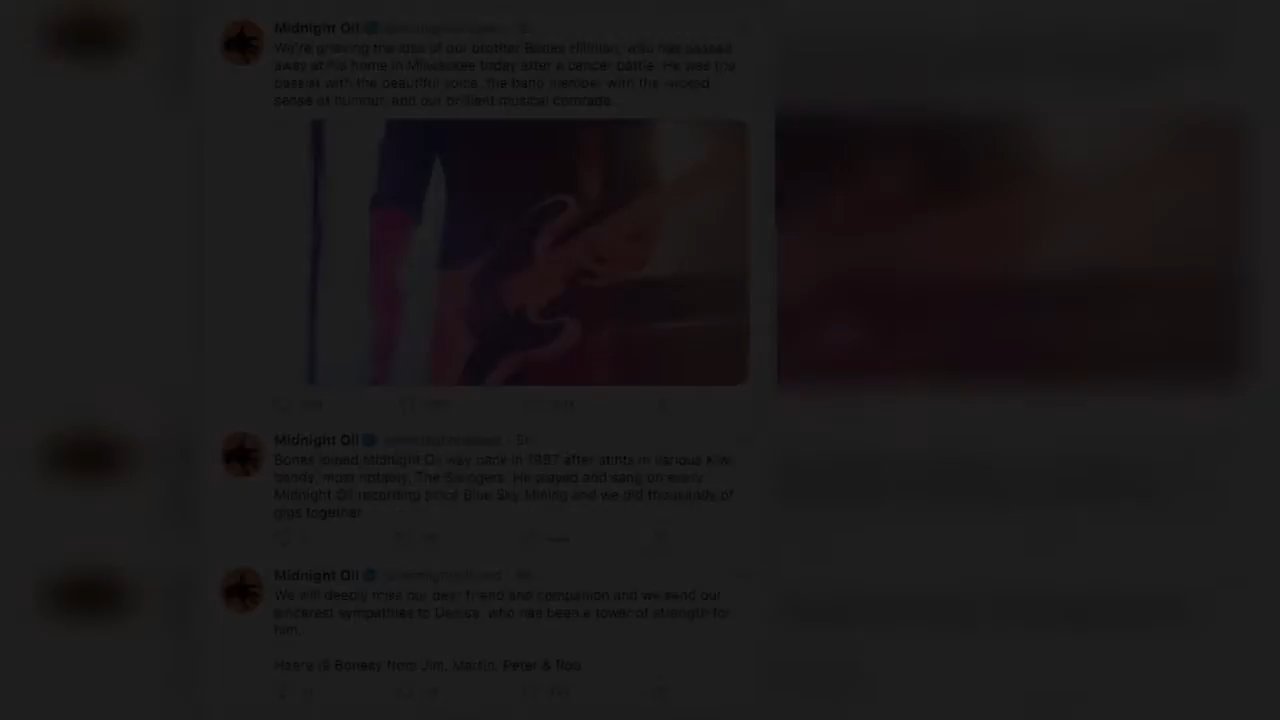 Midnight Oil
We're grieving the loss of our brother Bones Hillman, who has passed
away at his home in Milwaukee today after a cancer battle. He was the
bassist with the beautiful voice, the band member with the wicked
sense of humour, and our brilliant musical comrade.
Midnight Oil
Bones joined Midnight Oil way back in 1987 after stints in various Kiwi
bands, most notably, The Swingers. He played and sang on every
Midnight Oil recording since Blue Sky Mining and we did thousands of
gigs together.
Midnight Oil
We will deeply miss our dear friend and companion and we send our
sincerest sympathies to Denise, who has been a tower of strength for
him.
from Jim, Martin, Peter & Rob